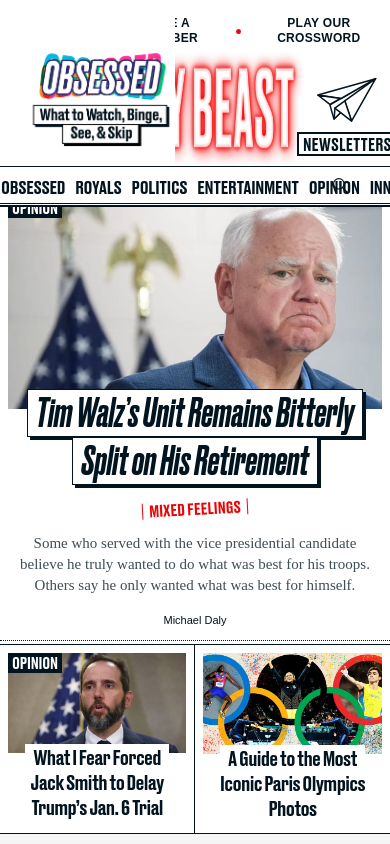 E A
BER
PLAY OUR
CROSSWORD
OBSESSED
What to Watch, Binge,
See, & Skip
Y BEAST
NEWSLETTERS
OBSESSED ROYALS POLITICS ENTERTAINMENT OPINION INN
OPINION
Tim Walz’s Unit Remains Bitterly
Split on His Retirement
MIXED FEELINGS
Some who served with the vice presidential candidate
believe he truly wanted to do what was best for his troops.
Others say he only wanted what was best for himself.
Michael Daly
OPINION
What I Fear Forced
Jack Smith to Delay
Trump’s Jan. 6 Trial
A Guide to the Most
Iconic Paris Olympics
Photos